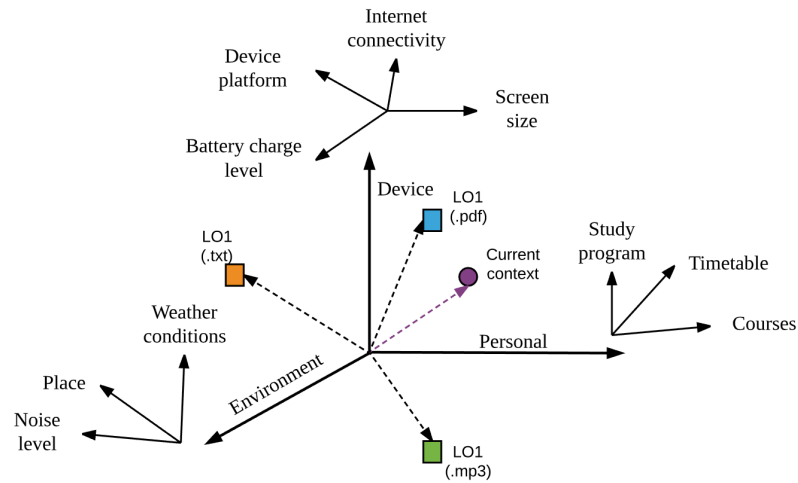 Internet
connectivity
Device
platform
Screen
size
Battery charge
level
Device
LO1
(.pdf)
LO1
(.txt)
Current
context
Study
program
Timetable
Courses
Weather
conditions
Place
Noise
level
Environment
Personal
LO1
(.mp3)